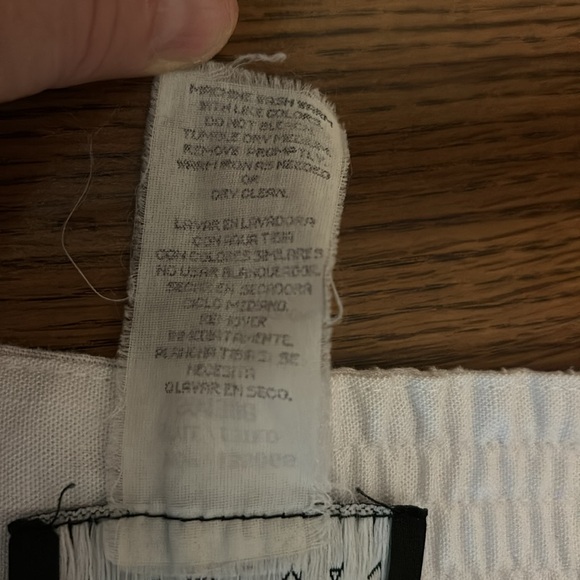 MACHINE WASH WARM
WITH LIKE COLORS.
DO NOT BLEACH.
TUMBLE DRY MEDIUM.
REMOVE PROMPTLY.
WARM IRON AS NEEDED
OR
DRY CLEAN.
LAVAR EN LAVADORA
CON AGUA TIBIA
CON COLORES SIMILARES
NO USAR BLANQUEADOR.
SECAR EN SECADORA
CICLO MEDIANO.
REMOVER
INMEDIATAMENTE.
PLANCHA TIBIA SI SE
NECESITA
O LAVAR EN SECO.